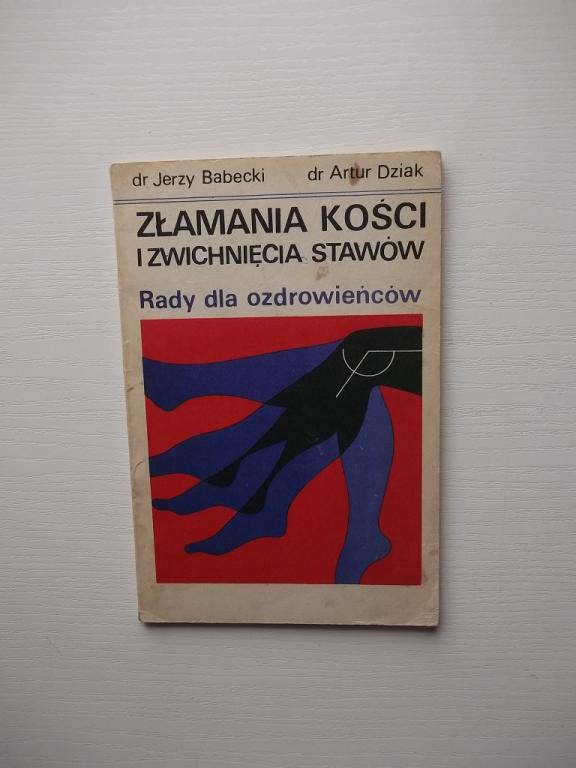 dr Jerzy Babecki dr Artur Dziak
ZŁAMANIA KOŚCI
I ZWICHNIĘCIA STAWÓW
Rady dla ozdrowieńców